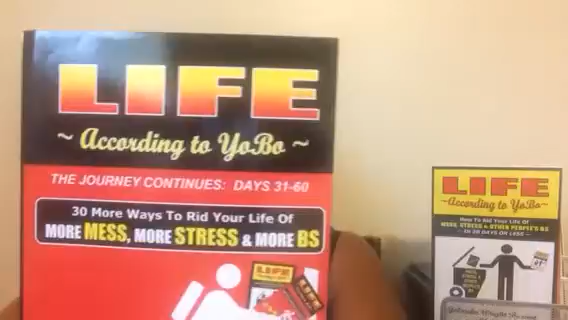 LIFE
~ According to YoBo ~
THE JOURNEY CONTINUES: DAYS 31-60
30 More Ways To Rid Your Life Of
MORE MESS, MORE STRESS & MORE BS
LIFE
LIFE
LIFE
~According to YoBo~
How To Rid Your Life Of
MESS, STRESS & OTHER PEOPLE'S BS
~ IN 30 DAYS OR LESS ~